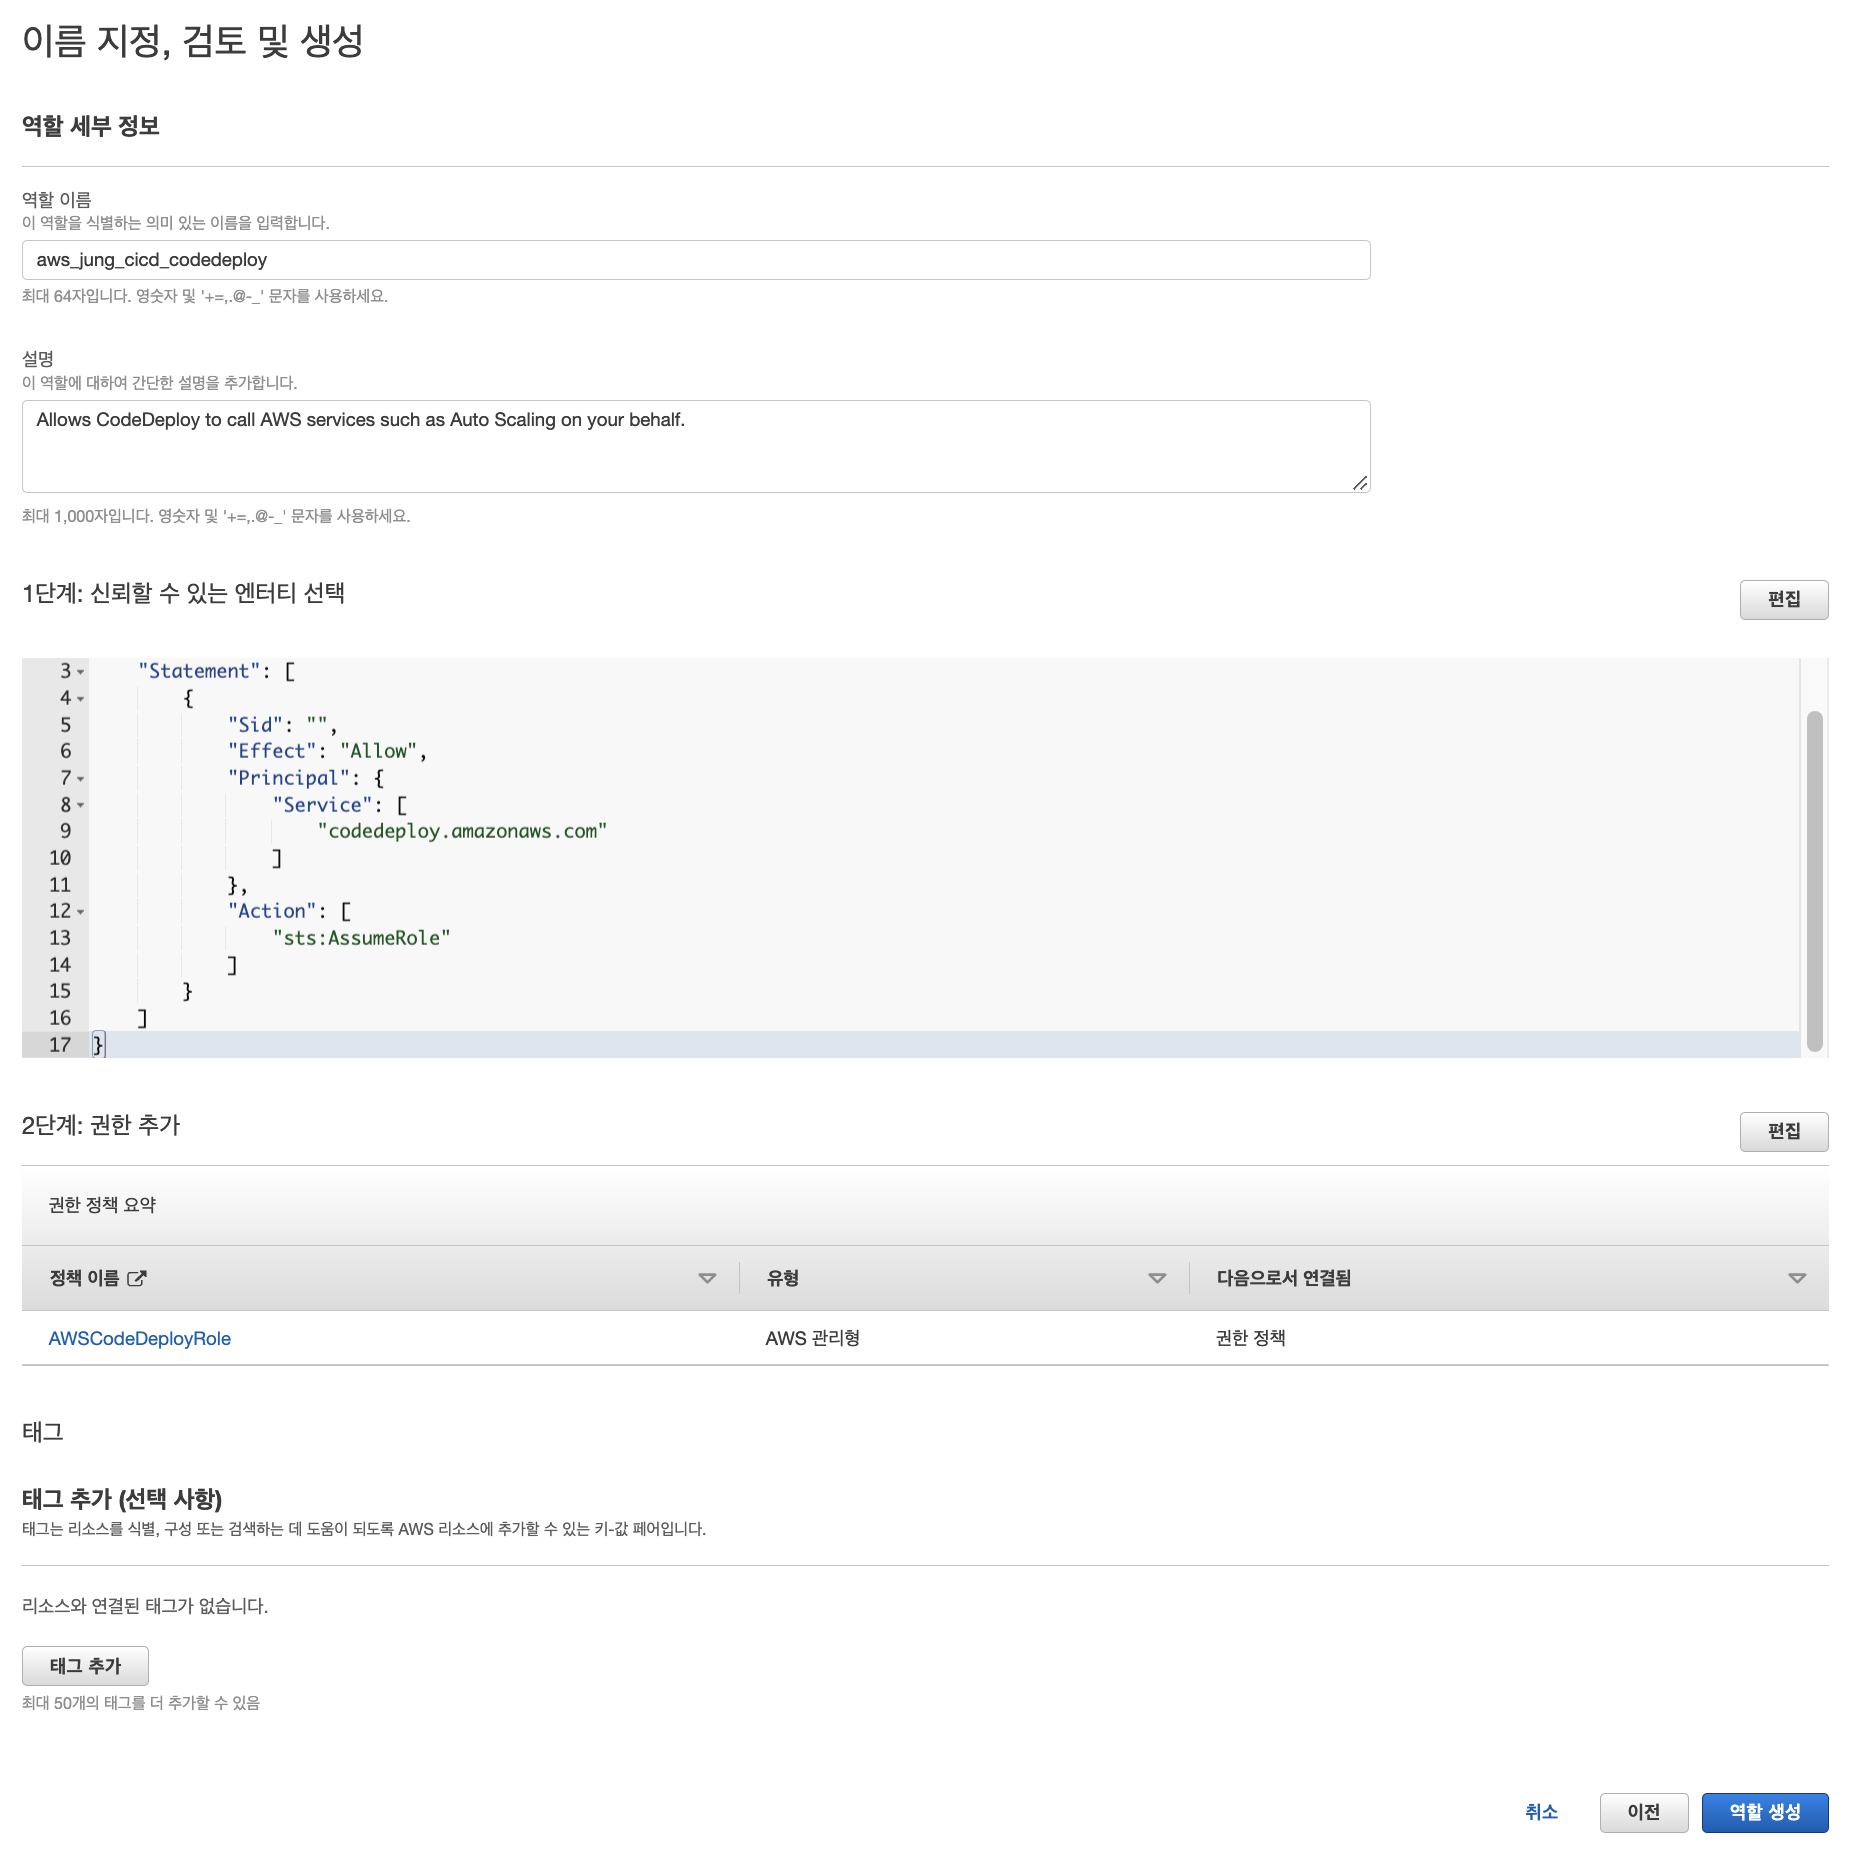 이름 지정, 검토 및 생성
역할 세부 정보
역할 이름
이 역할을 식별하는 의미 있는 이름을 입력합니다.
aws_jung_cicd_codedeploy
최대 64자입니다. 영숫자 및 '+=,.@-_' 문자를 사용하세요.
설명
이 역할에 대하여 간단한 설명을 추가합니다.
Allows CodeDeploy to call AWS services such as Auto Scaling on your behalf.
최대 1,000자입니다. 영숫자 및 '+=,.@-_' 문자를 사용하세요.
1단계: 신뢰할 수 있는 엔터티 선택
편집
3 "Statement": [
4 {
5 "Sid": "",
6 "Effect": "Allow",
7 "Principal": {
8 "Service": [
9 "codedeploy.amazonaws.com"
10 ]
11 },
12 "Action": [
13 "sts:AssumeRole"
14 ]
15 }
16 ]
17 }
2단계: 권한 추가
편집
권한 정책 요약
정책 이름 유형 다음으로서 연결됨
AWSCodeDeployRole AWS 관리형 권한 정책
태그
태그 추가 (선택 사항)
태그는 리소스를 식별, 구성 또는 검색하는 데 도움이 되도록 AWS 리소스에 추가할 수 있는 키-값 페어입니다.
리소스와 연결된 태그가 없습니다.
태그 추가
최대 50개의 태그를 더 추가할 수 있음
취소 이전 역할 생성